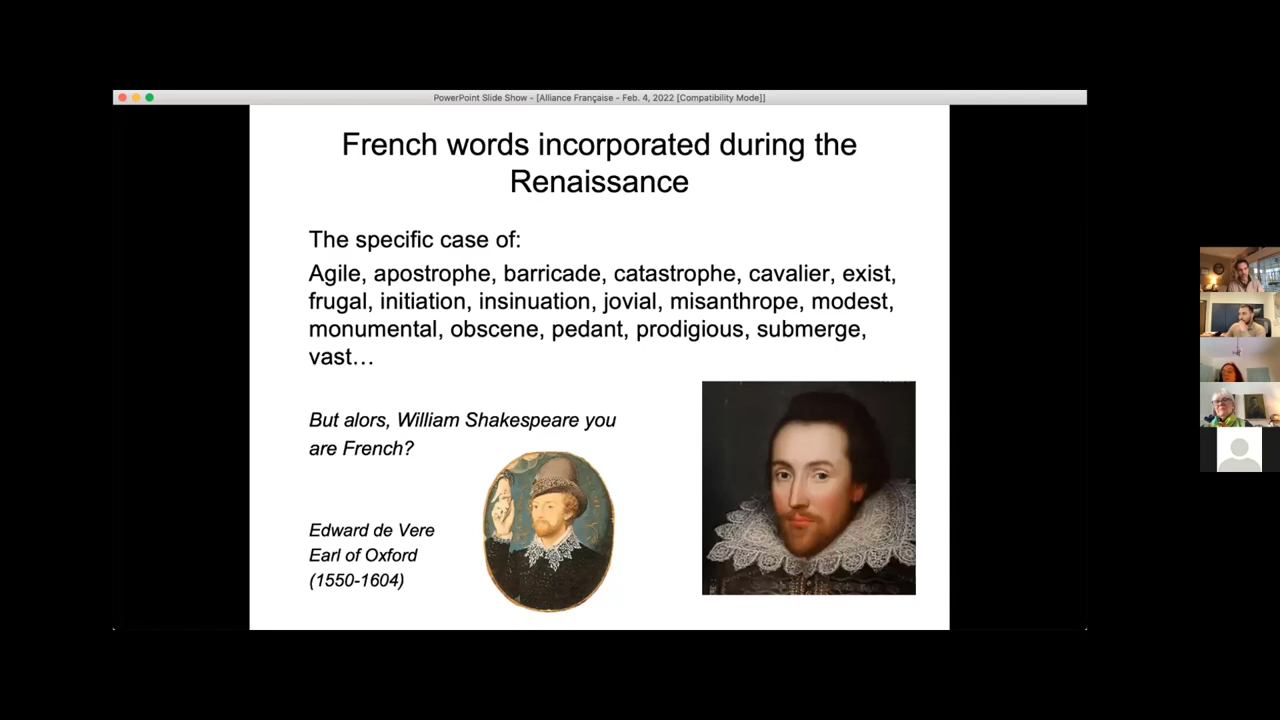 PowerPoint Slide Show - [Alliance Française - Feb. 4, 2022 [Compatibility Mode]]
French words incorporated during the
Renaissance
The specific case of:
Agile, apostrophe, barricade, catastrophe, cavalier, exist,
frugal, initiation, insinuation, jovial, misanthrope, modest,
monumental, obscene, pedant, prodigious, submerge,
vast…
But alors, William Shakespeare you
are French?
Edward de Vere
Earl of Oxford
(1550-1604)